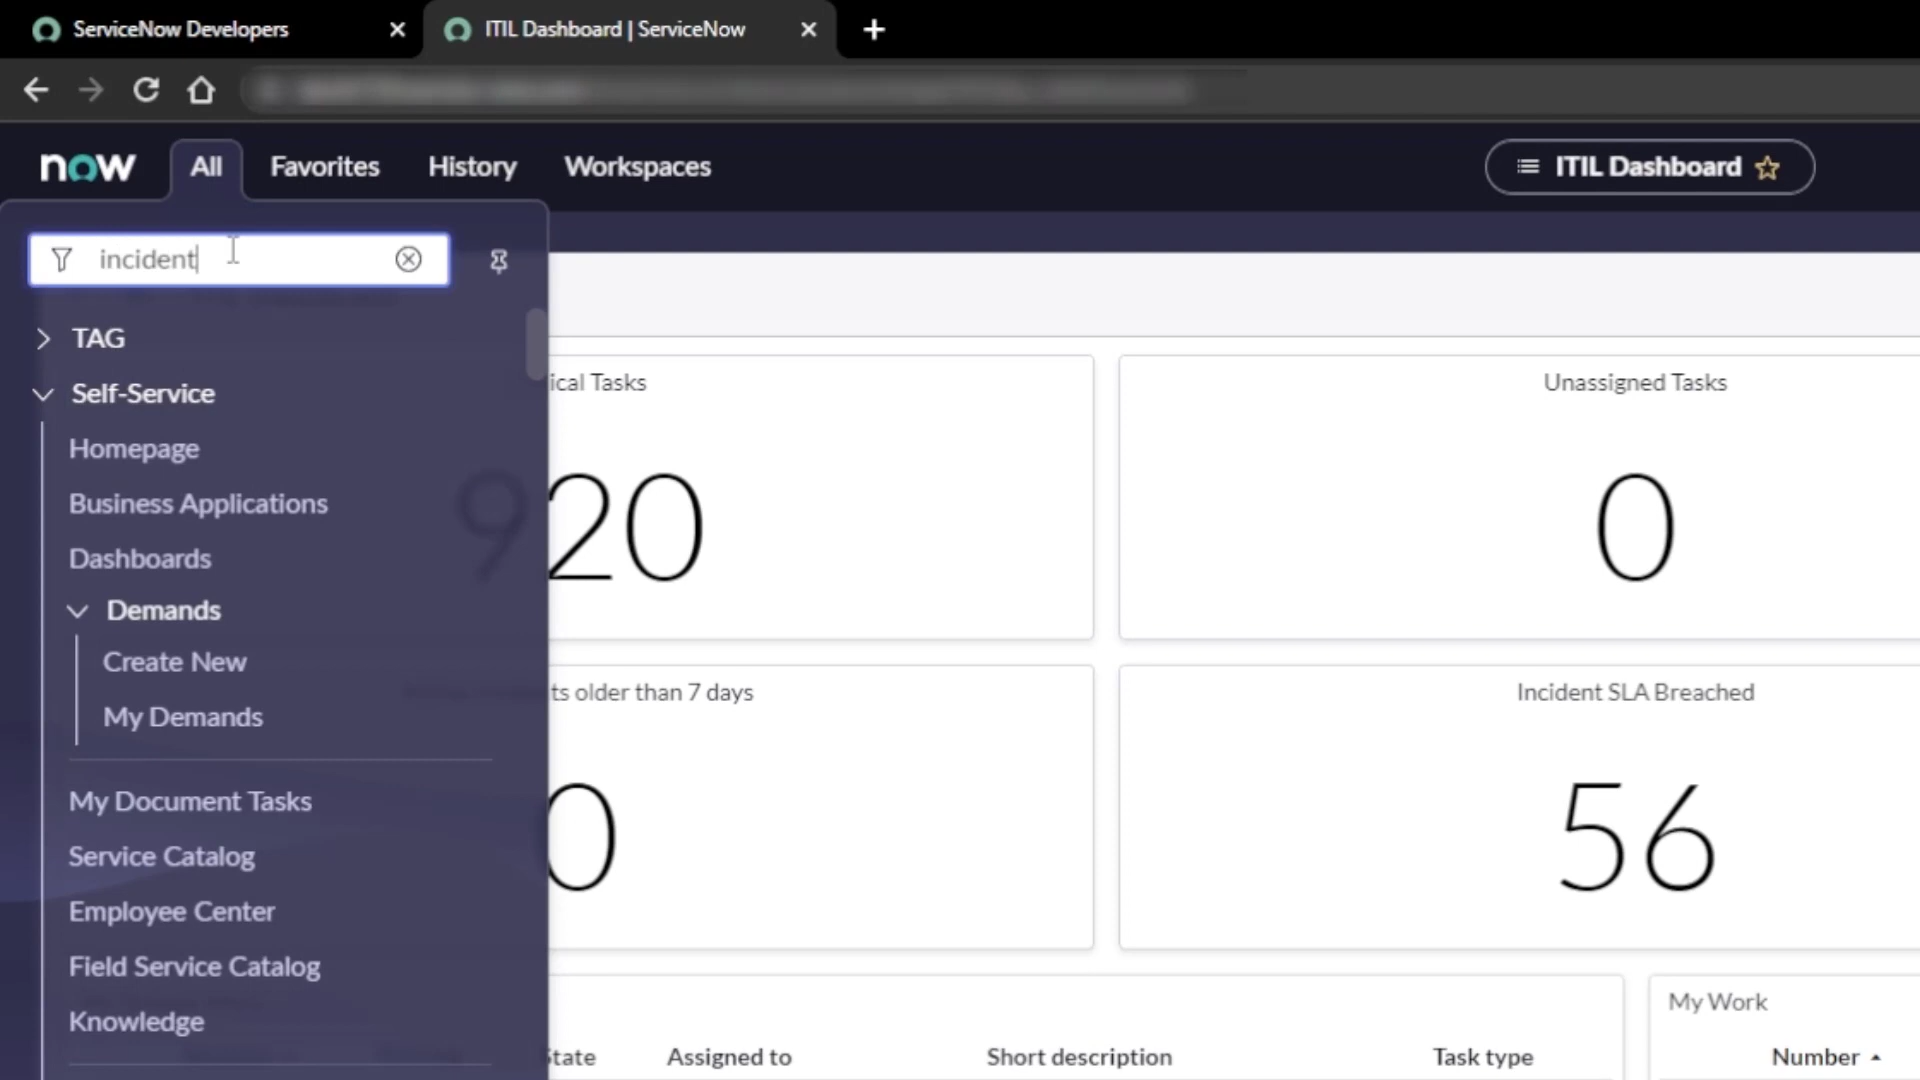 ServiceNow Developers
ITIL Dashboard | ServiceNow
now
All
Favorites
History
Workspaces
ITIL Dashboard
incident
TAG
Self-Service
Homepage
Business Applications
Dashboards
Demands
Create New
My Demands
My Document Tasks
Service Catalog
Employee Center
Field Service Catalog
Knowledge
ical Tasks
920
Unassigned Tasks
0
ts older than 7 days
0
Incident SLA Breached
56
State
Assigned to
Short description
Task type
My Work
Number